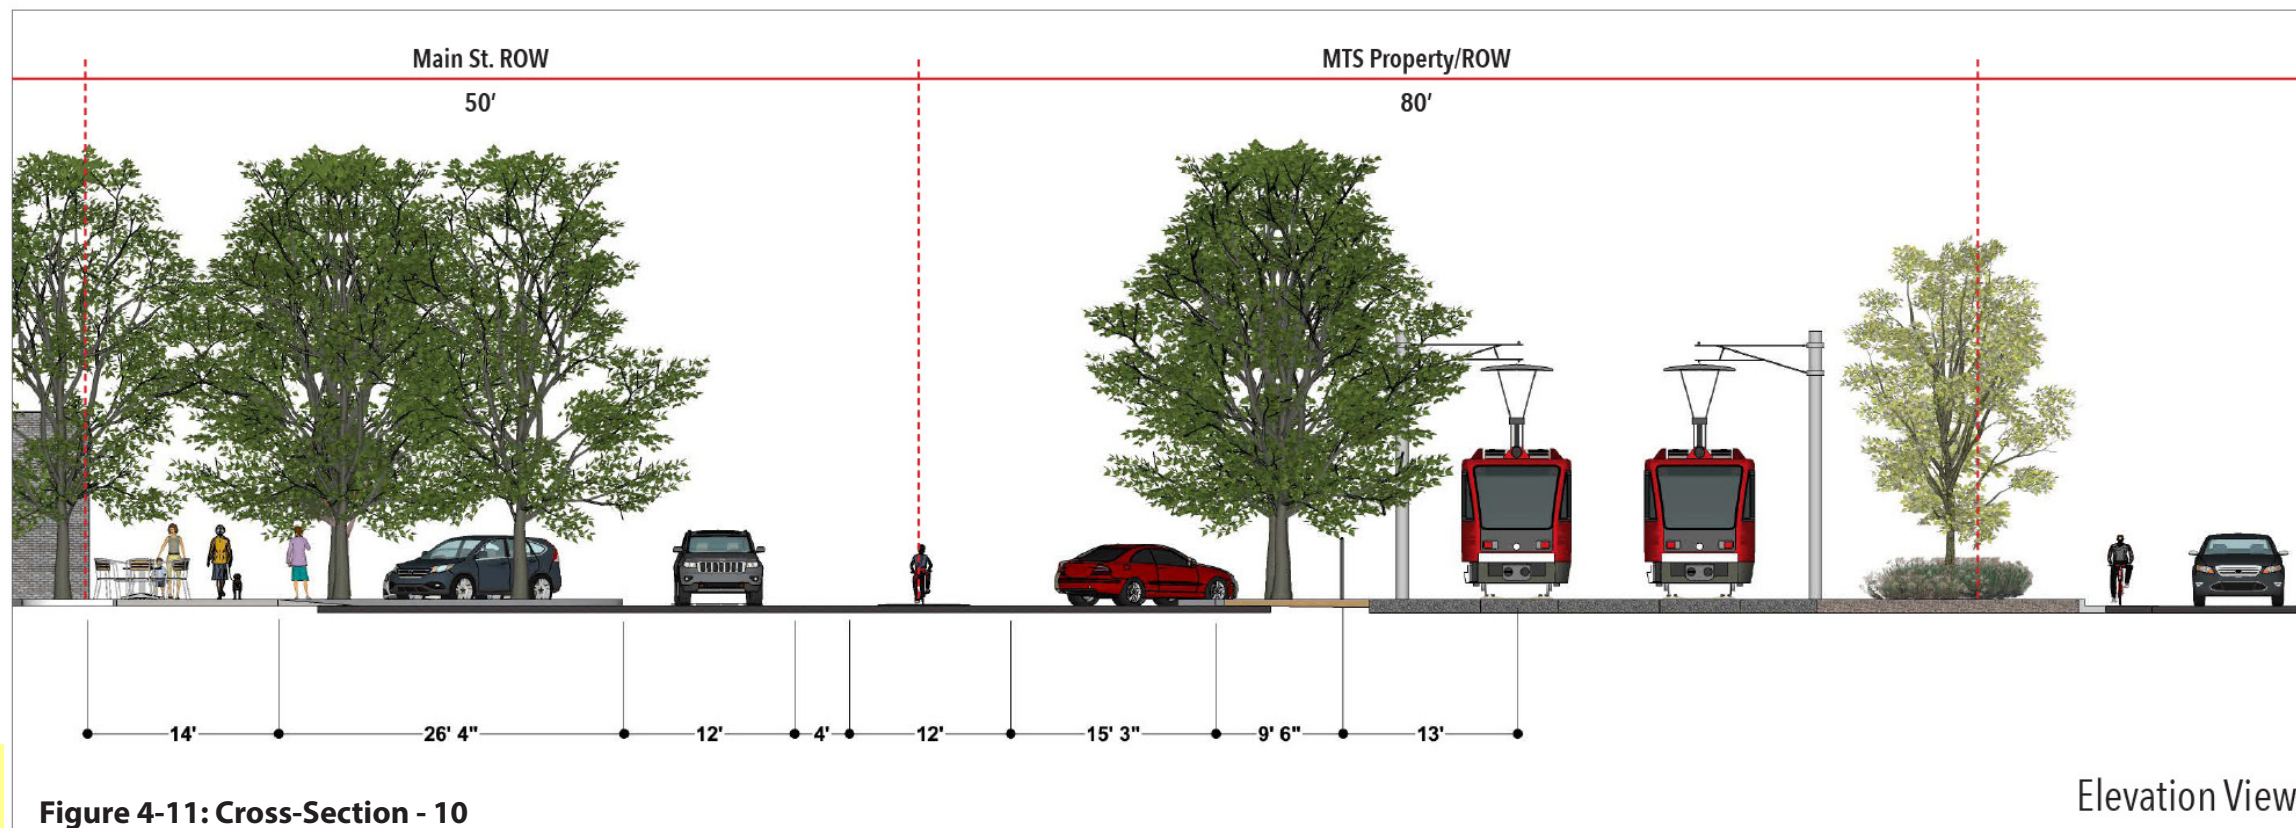 Main St. ROW
MTS Property/ROW
50'
80'
14'
26' 4"
12'
4'
12'
15' 3"
9' 6"
13'
Elevation View
Figure 4-11: Cross-Section - 10